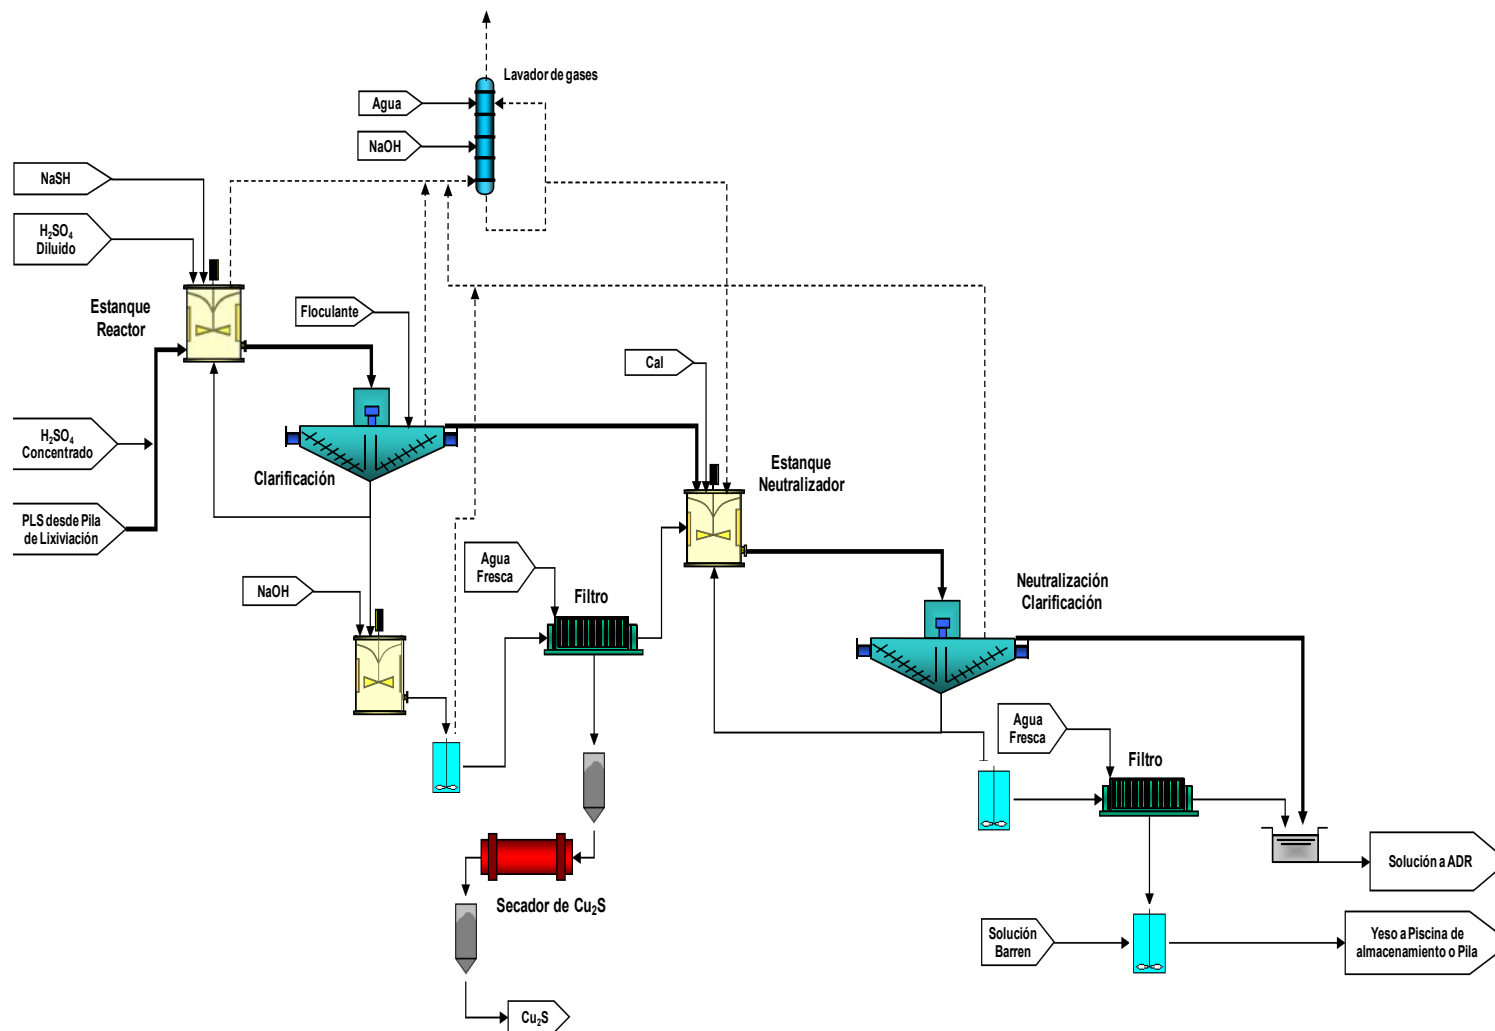 Lavador de gases
Agua
NaOH
NaSH
H₂SO₄
Diluido
Estanque
Reactor
Floculante
Cal
H₂SO₄
Concentrado
Clarificación
Estanque
Neutralizador
PLS desde Pila
de Lixiviación
Agua
Fresca
NaOH
Filtro
Neutralización
Clarificación
Agua
Fresca
Filtro
Solución a ADR
Secador de Cu₂S
Solución
Barren
Yeso a Piscina de
almacenamiento o Pila
Cu₂S